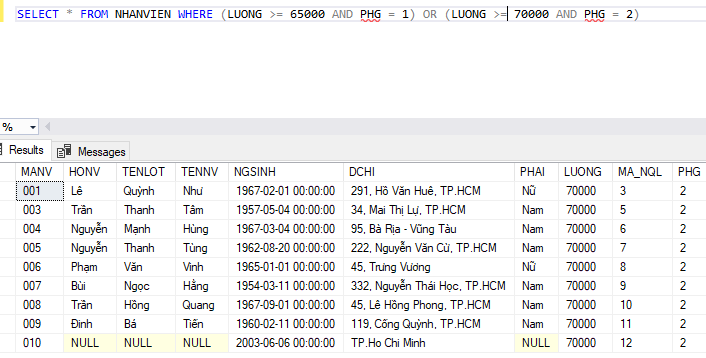 SELECT * FROM NHANVIEN WHERE (LUONG >= 65000 AND PHG = 1) OR (LUONG >= 70000 AND PHG = 2)
%
Results Messages
MANV HONV TENLOT TENNV NGSINH DCHI PHAI LUONG MA_NQL PHG
001 Lê Quỳnh Như 1967-02-01 00:00:00 291, Hồ Văn Huê, TP.HCM Nữ 70000 3 2
003 Trần Thanh Tâm 1957-05-04 00:00:00 34, Mai Thị Lự, TP.HCM Nam 70000 5 2
004 Nguyễn Mạnh Hùng 1967-03-04 00:00:00 95, Bà Rịa - Vũng Tàu Nam 70000 6 2
005 Nguyễn Thanh Tùng 1962-08-20 00:00:00 222, Nguyễn Văn Cừ, TP.HCM Nam 70000 7 2
006 Phạm Văn Vinh 1965-01-01 00:00:00 45, Trưng Vương Nữ 70000 8 2
007 Bùi Ngọc Hằng 1954-03-11 00:00:00 332, Nguyễn Thái Học, TP.HCM Nam 70000 9 2
008 Trần Hồng Quang 1967-09-01 00:00:00 45, Lê Hồng Phong, TP.HCM Nam 70000 10 2
009 Đinh Bá Tiến 1960-02-11 00:00:00 119, Cống Quỳnh, TP.HCM Nam 70000 11 2
010 NULL NULL NULL 2003-06-06 00:00:00 TP.Ho Chi Minh NULL 70000 12 2